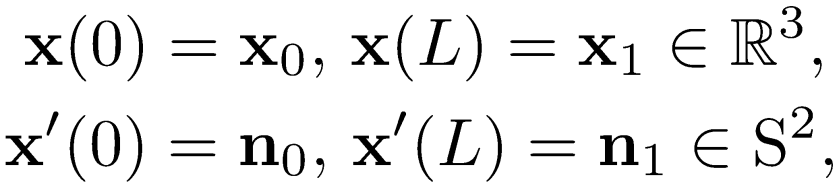 𝐱(0) = 𝐱₀, 𝐱(L) = 𝐱₁ ∈ ℝ³,
𝐱′(0) = 𝐧₀, 𝐱′(L) = 𝐧₁ ∈ S²,